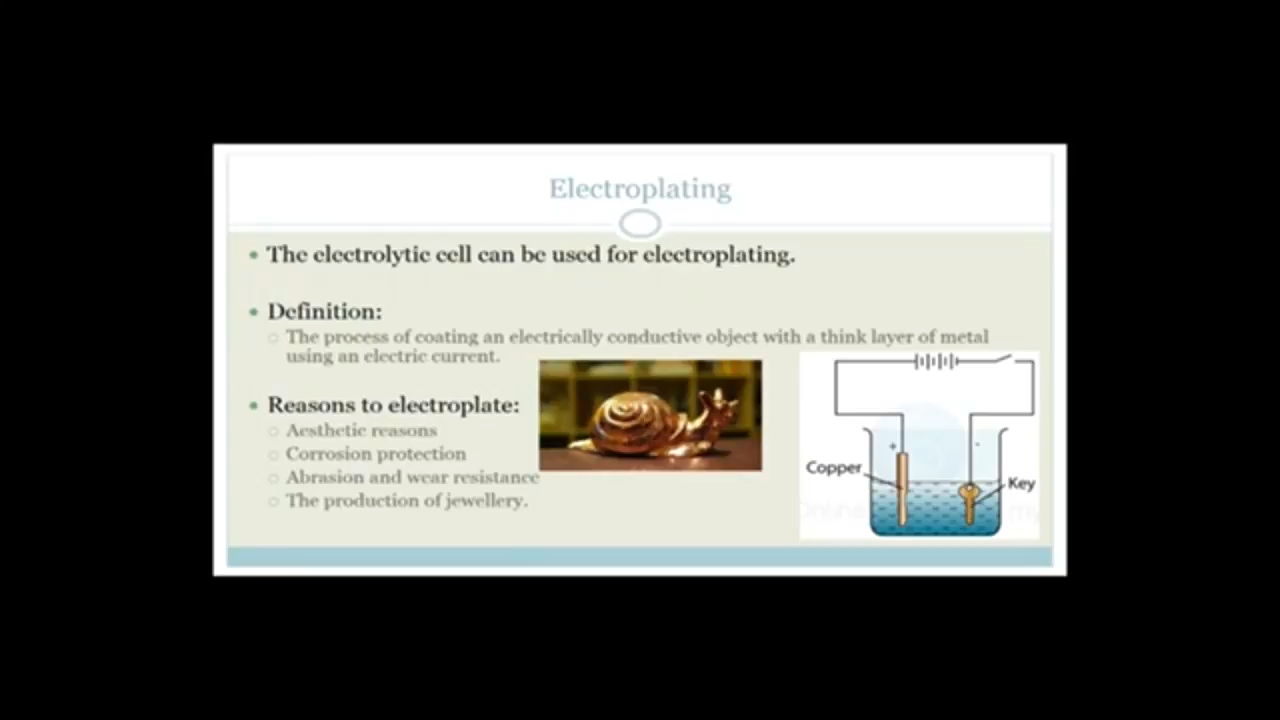 Electroplating
The electrolytic cell can be used for electroplating.
Definition:
The process of coating an electrically conductive object with a think layer of metal
using an electric current.
Reasons to electroplate:
Aesthetic reasons
Corrosion protection
Abrasion and wear resistance
The production of jewellery.
+
-
Copper
Key
Online